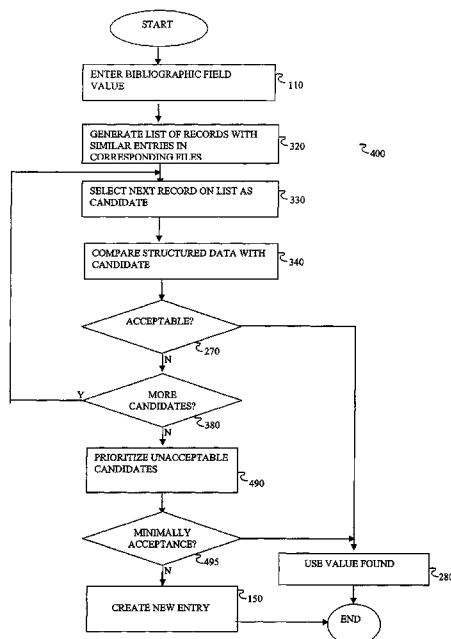 START
ENTER BIBLIOGRAPHIC FIELD
VALUE
110
GENERATE LIST OF RECORDS WITH
SIMILAR ENTRIES IN
CORRESPONDING FILES
320
400
SELECT NEXT RECORD ON LIST AS
CANDIDATE
330
COMPARE STRUCTURED DATA WITH
CANDIDATE
340
ACCEPTABLE?
270
N
Y
MORE
CANDIDATES?
380
N
PRIORITIZE UNACCEPTABLE
CANDIDATES
490
MINIMALLY
ACCEPTANCE?
495
N
USE VALUE FOUND
280
CREATE NEW ENTRY
150
END